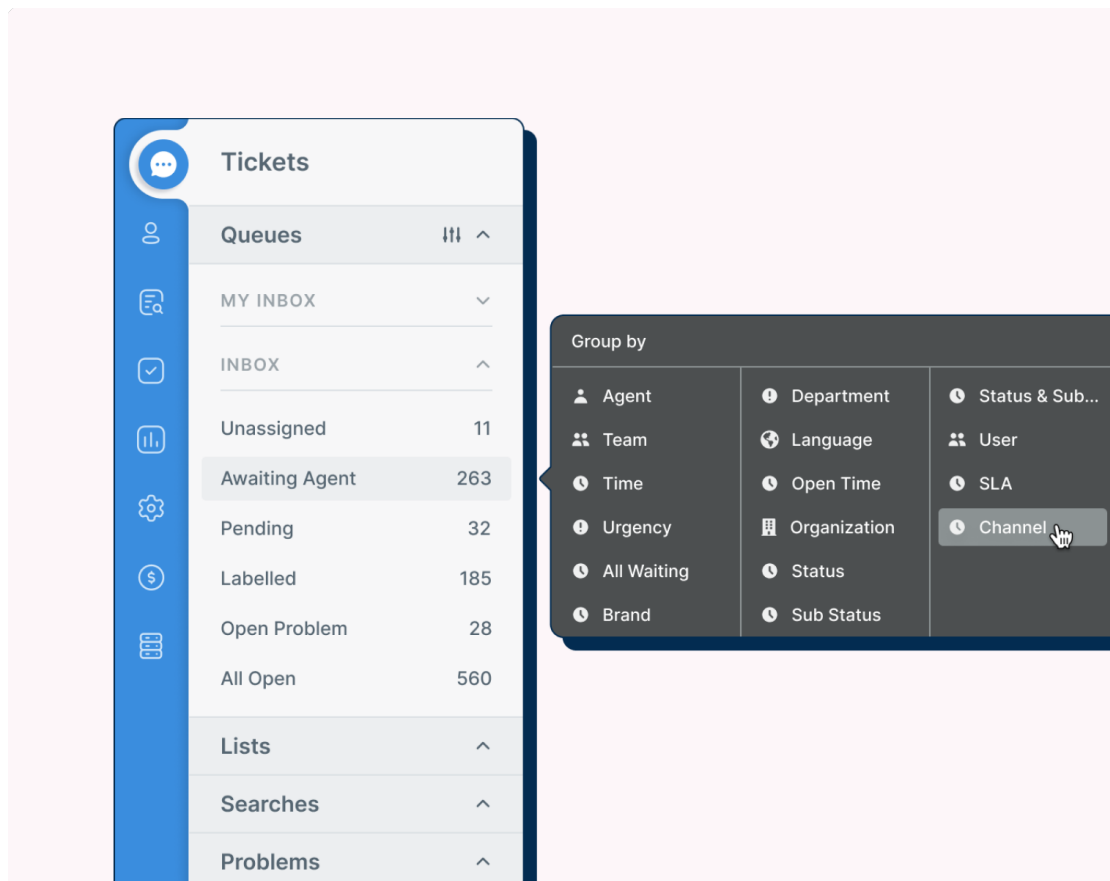 Tickets
Queues
MY INBOX
INBOX
Unassigned 11
Awaiting Agent 263
Pending 32
Labelled 185
Open Problem 28
All Open 560
Lists
Searches
Problems
Group by
Agent
Team
Time
Urgency
All Waiting
Brand
Department
Language
Open Time
Organization
Status
Sub Status
Status & Sub...
User
SLA
Channel